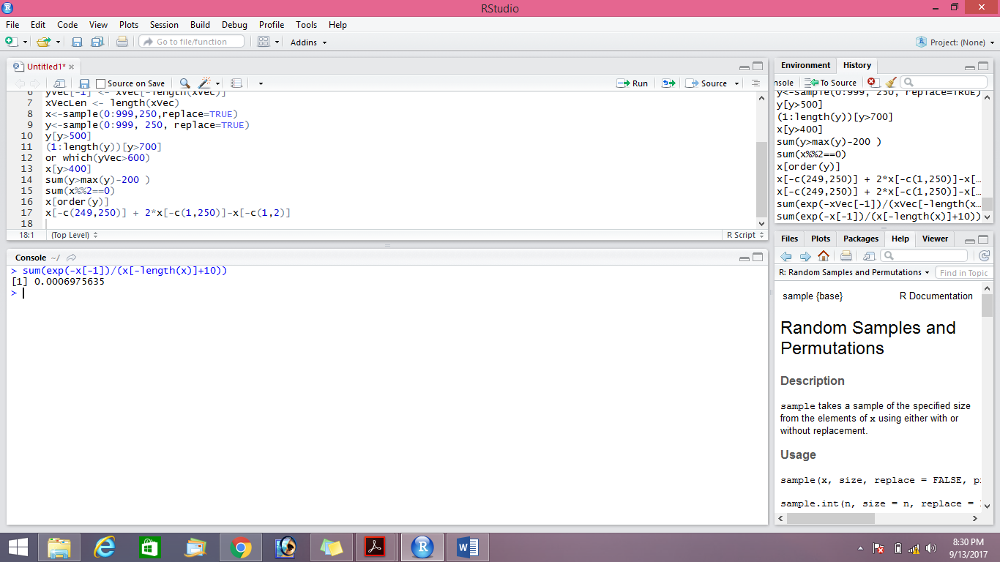 RStudio
File Edit Code View Plots Session Build Debug Profile Tools Help
Go to file/function Addins Project: (None)
Untitled1*
Source on Save Run Source
6 yVec[-1] <- xVec[-length(xVec)]
7 xVecLen <- length(xVec)
8 x<-sample(0:999,250,replace=TRUE)
9 y<-sample(0:999, 250, replace=TRUE)
10 y[y>500]
11 (1:length(y))[y>700]
12 or which(yVec>600)
13 x[y>400]
14 sum(y>max(y)-200 )
15 sum(x%%2==0)
16 x[order(y)]
17 x[-c(249,250)] + 2*x[-c(1,250)]-x[-c(1,2)]
18
18:1 (Top Level) R Script
Console ~/
> sum(exp(-x[-1])/(x[-length(x)]+10))
[1] 0.0006975635
>
Environment History
nsole To Source
y<-sample(0:999, 250, replace=TRUE)
y[y>500]
(1:length(y))[y>700]
x[y>400]
sum(y>max(y)-200 )
sum(x%%2==0)
x[order(y)]
x[-c(249,250)] + 2*x[-c(1,250)]-x[-…
x[-c(249,250)] + 2*x[-c(1,250)]-x[-…
sum(exp(-xVec[-1])/(xVec[-length(x…
sum(exp(-x[-1])/(x[-length(x)]+10))
Files Plots Packages Help Viewer
R: Random Samples and Permutations Find in Topic
sample {base} R Documentation
Random Samples and
Permutations
Description
sample takes a sample of the specified size
from the elements of x using either with or
without replacement.
Usage
sample(x, size, replace = FALSE, p
sample.int(n, size = n, replace =
8:30 PM
9/13/2017